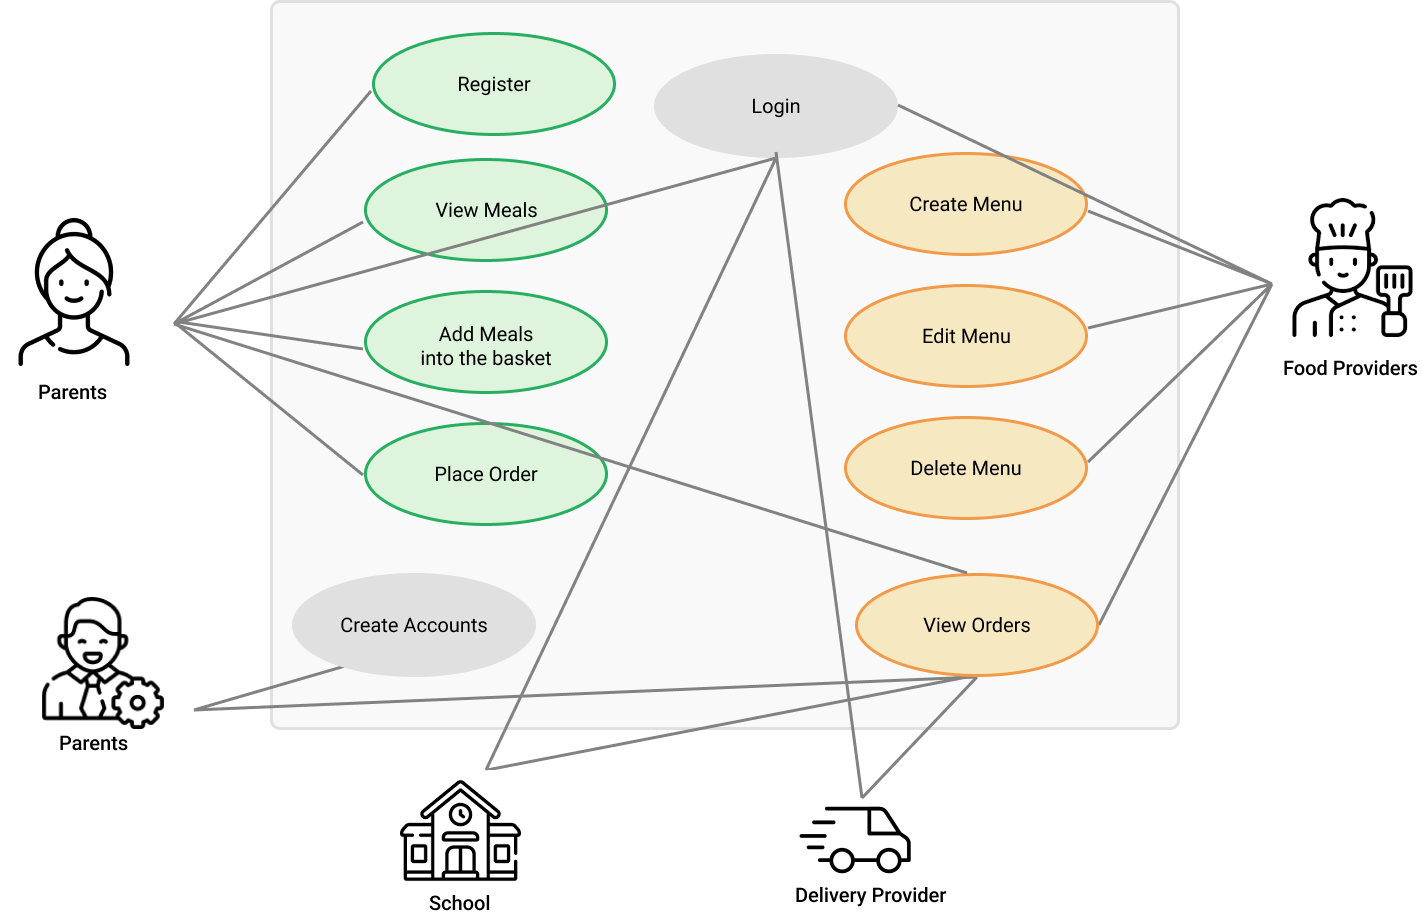 Register
Login
View Meals
Create Menu
Add Meals
into the basket
Edit Menu
Parents
Food Providers
Place Order
Delete Menu
Create Accounts
View Orders
Parents
School
Delivery Provider